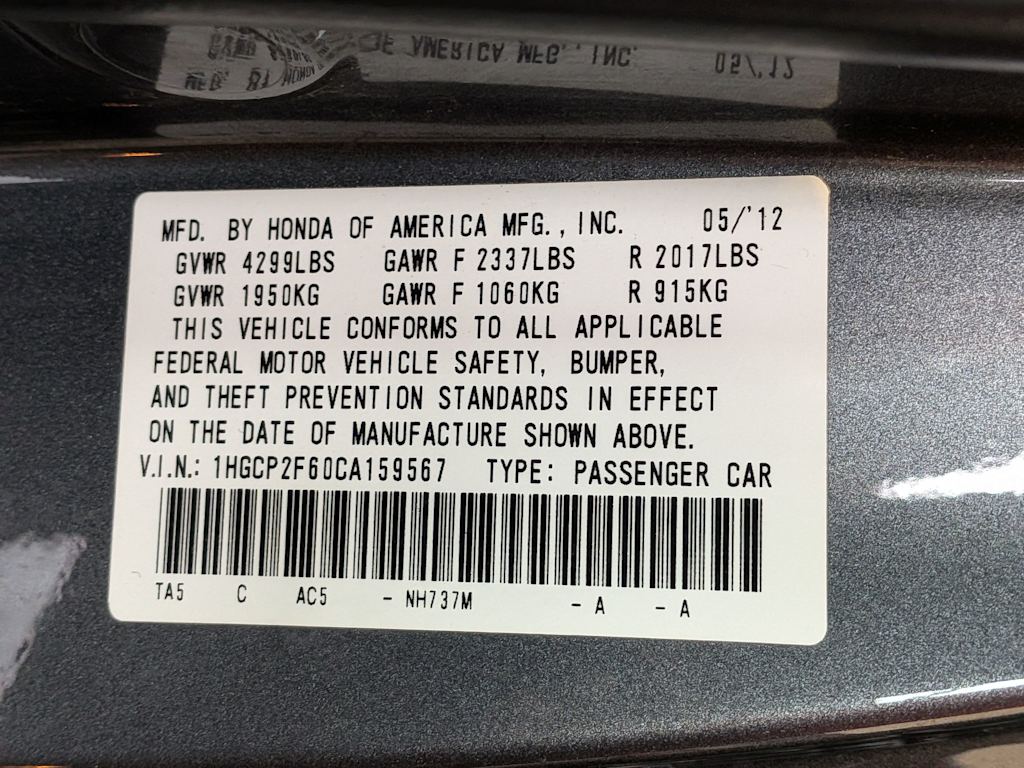 MFD. BY HONDA OF AMERICA MFG., INC. 05/'12
GVWR 4299LBS GAWR F 2337LBS R 2017LBS
GVWR 1950KG GAWR F 1060KG R 915KG
THIS VEHICLE CONFORMS TO ALL APPLICABLE
FEDERAL MOTOR VEHICLE SAFETY, BUMPER,
AND THEFT PREVENTION STANDARDS IN EFFECT
ON THE DATE OF MANUFACTURE SHOWN ABOVE.
V.I.N.: 1HGCP2F60CA159567 TYPE: PASSENGER CAR
TA5 C AC5 - NH737M - A - A